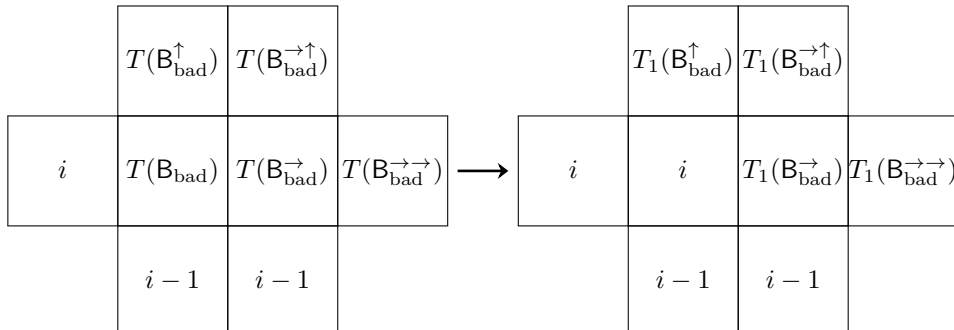 T(B↑bad) T(B→↑bad) T₁(B↑bad) T₁(B→↑bad)
i T(Bbad) T(B→bad) T(B→→bad) i i T₁(B→bad) T₁(B→→bad)
i − 1 i − 1 i − 1 i − 1